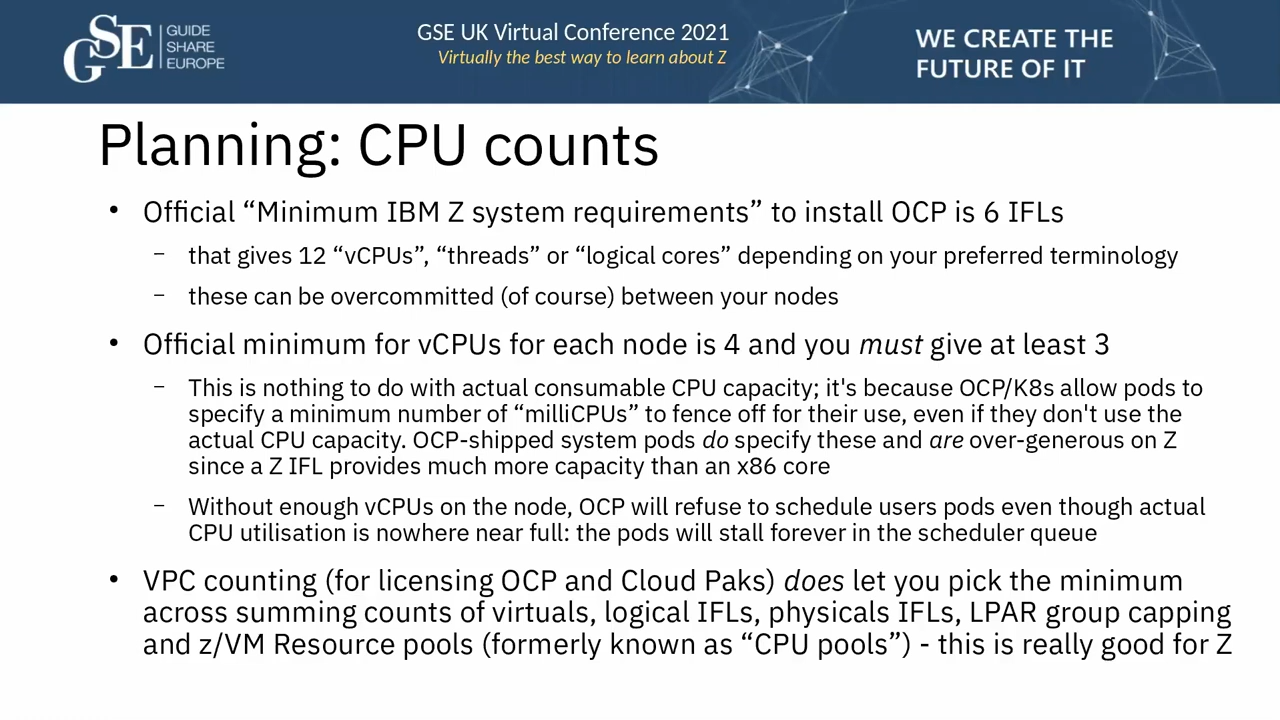 GSE
GUIDE
SHARE
EUROPE
GSE UK Virtual Conference 2021
Virtually the best way to learn about Z
WE CREATE THE
FUTURE OF IT
Planning: CPU counts
• Official “Minimum IBM Z system requirements” to install OCP is 6 IFLs
– that gives 12 “vCPUs”, “threads” or “logical cores” depending on your preferred terminology
– these can be overcommitted (of course) between your nodes
• Official minimum for vCPUs for each node is 4 and you must give at least 3
– This is nothing to do with actual consumable CPU capacity; it's because OCP/K8s allow pods to
specify a minimum number of “milliCPUs” to fence off for their use, even if they don't use the
actual CPU capacity. OCP-shipped system pods do specify these and are over-generous on Z
since a Z IFL provides much more capacity than an x86 core
– Without enough vCPUs on the node, OCP will refuse to schedule users pods even though actual
CPU utilisation is nowhere near full: the pods will stall forever in the scheduler queue
• VPC counting (for licensing OCP and Cloud Paks) does let you pick the minimum
across summing counts of virtuals, logical IFLs, physicals IFLs, LPAR group capping
and z/VM Resource pools (formerly known as “CPU pools”) - this is really good for Z